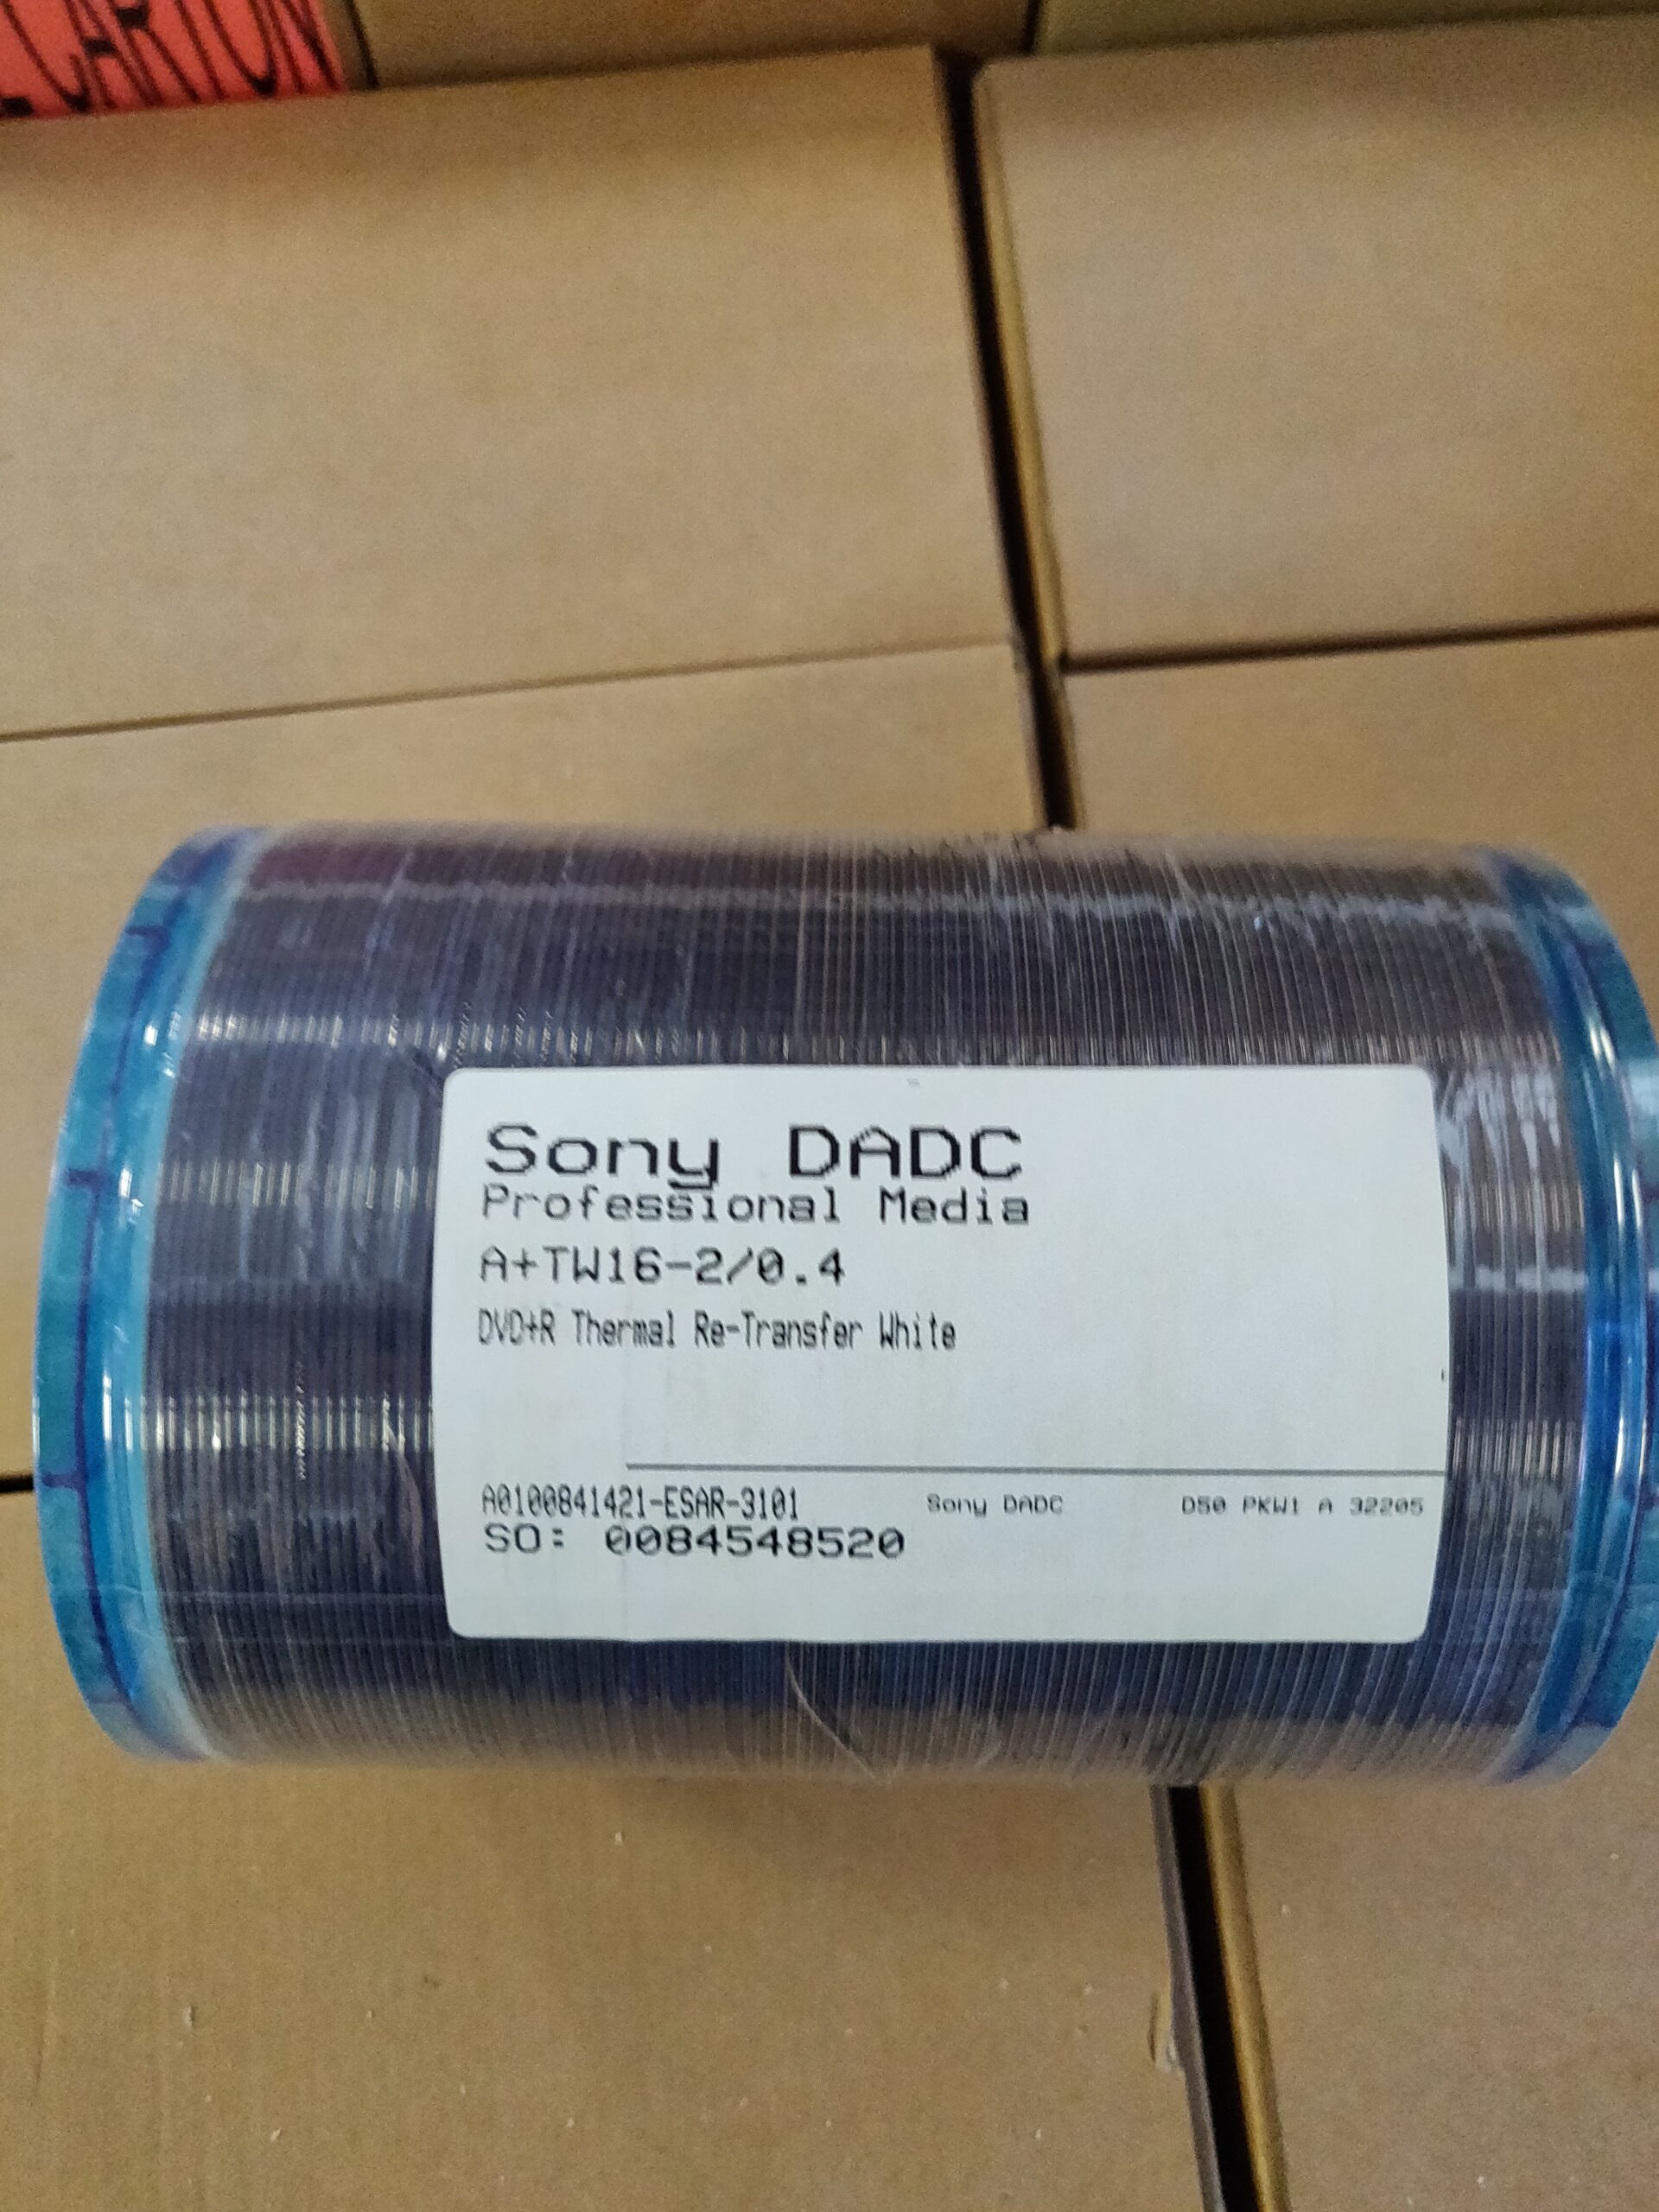 CARTON
Sony DADC
Professional Media
A+TW16-2/0.4
DVD+R Thermal Re-Transfer White
A0100841421-ESAR-3101 Sony DADC D50 PKW1 A 32205
SO: 0084548520